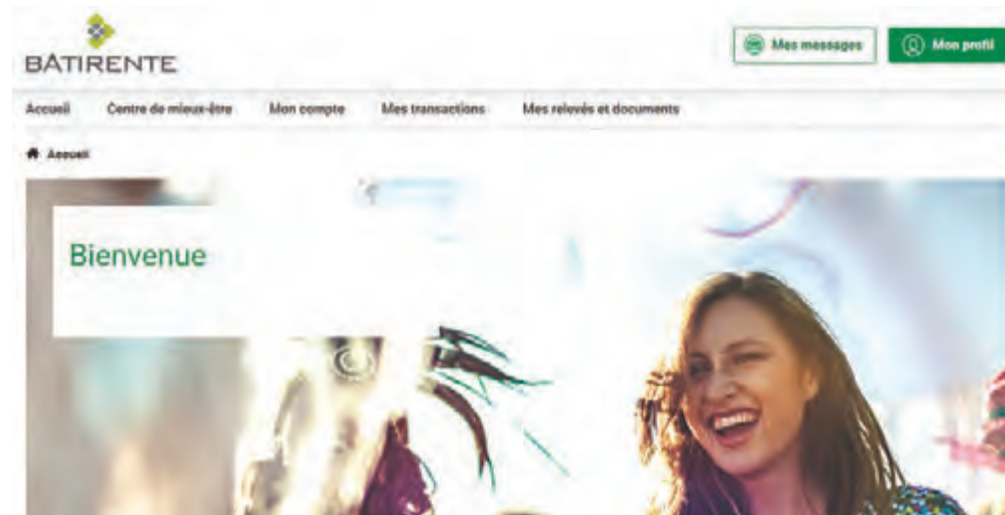 BÂTIRENTE
Mes messages
Mon profil
Accueil Centre de mieux-être Mon compte Mes transactions Mes relevés et documents
Accueil
Bienvenue